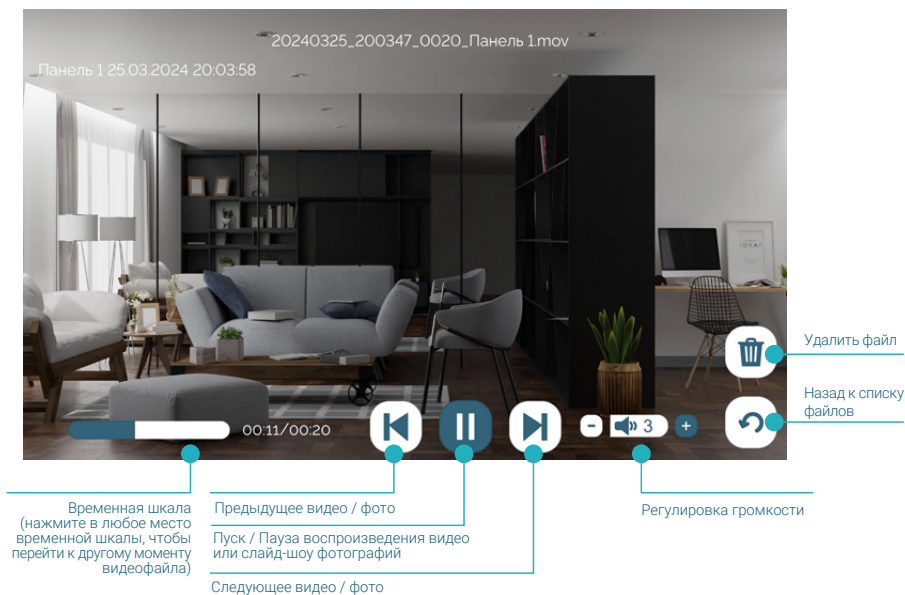 20240325_200347_0020_Панель 1.mov
Панель 1 25.03.2024 20:03:58
IDEAS
00:11/00:20
- 3 +
Удалить файл
Назад к списку
файлов
Временная шкала
(нажмите в любое место
временной шкалы, чтобы
перейти к другому моменту
видеофайла)
Предыдущее видео / фото
Пуск / Пауза воспроизведения видео
или слайд-шоу фотографий
Следующее видео / фото
Регулировка громкости